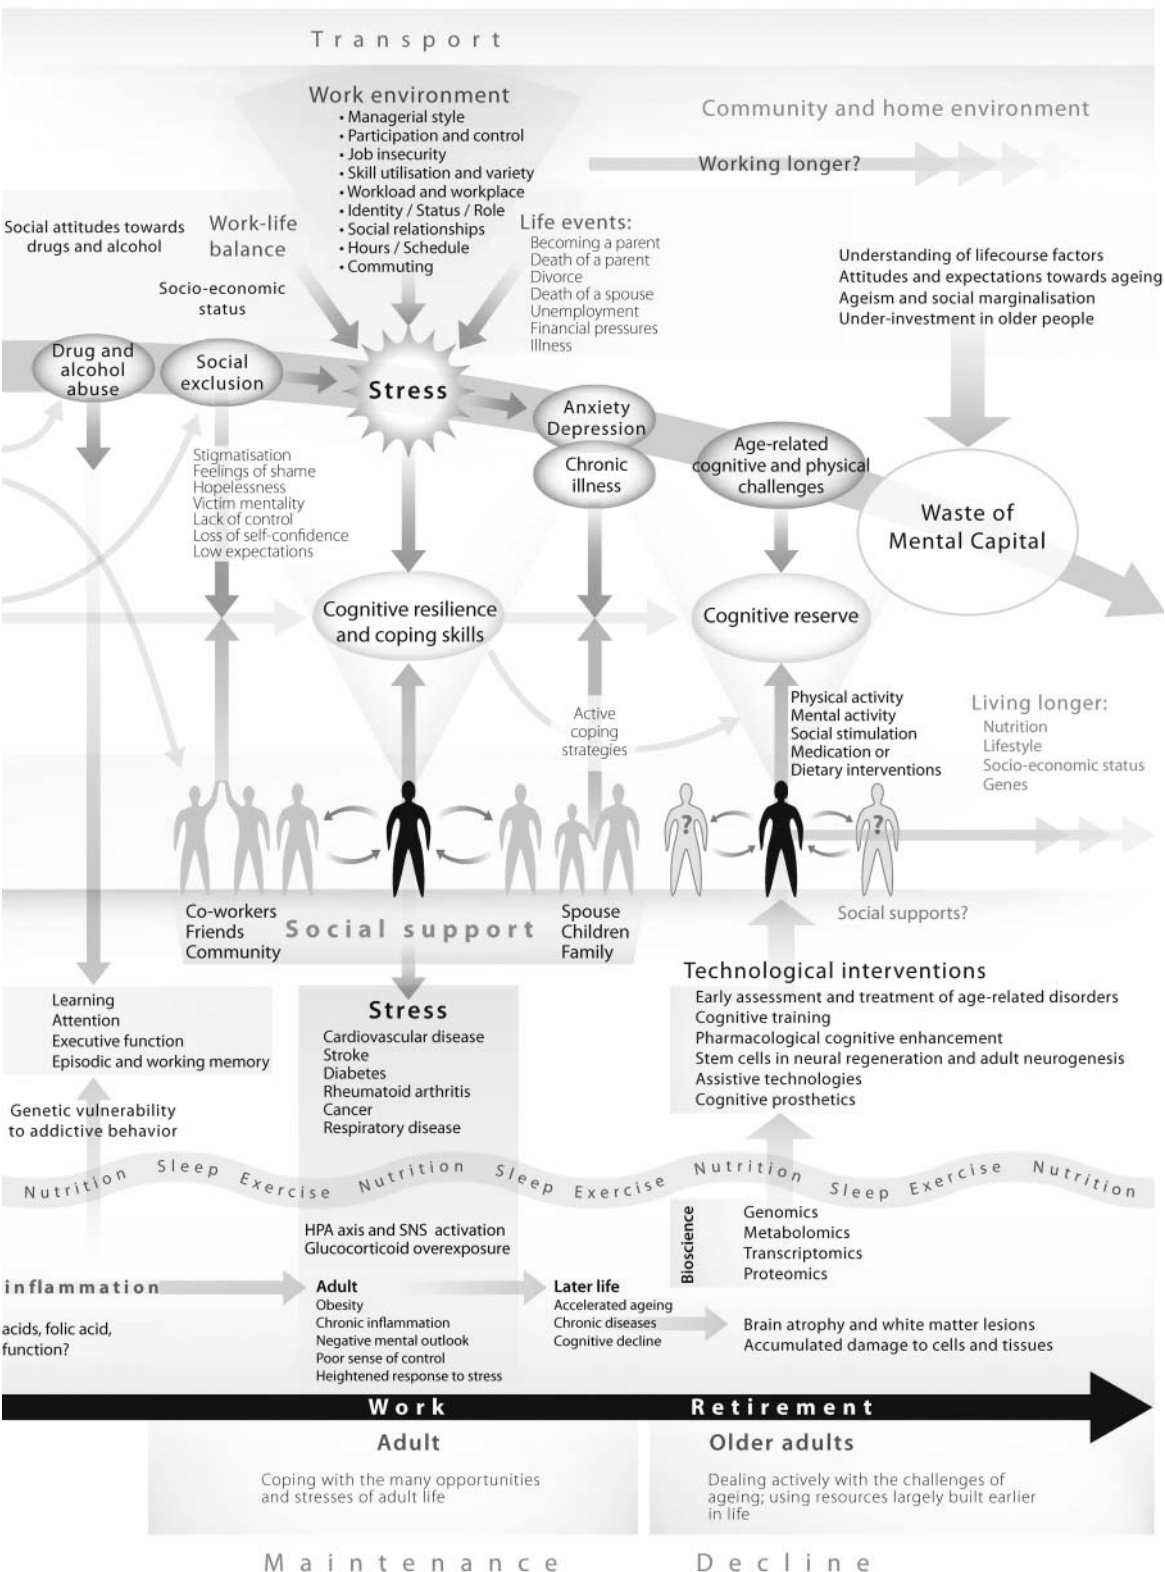 Transport
Work environment
• Managerial style
• Participation and control
• Job insecurity
• Skill utilisation and variety
• Workload and workplace
• Identity / Status / Role
• Social relationships
• Hours / Schedule
• Commuting
Community and home environment
Working longer?
Social attitudes towards
drugs and alcohol
Work-life
balance
Socio-economic
status
Life events:
Becoming a parent
Death of a parent
Divorce
Death of a spouse
Unemployment
Financial pressures
Illness
Understanding of lifecourse factors
Attitudes and expectations towards ageing
Ageism and social marginalisation
Under-investment in older people
Drug and
alcohol
abuse
Social
exclusion
Stress
Anxiety
Depression
Chronic
illness
Age-related
cognitive and physical
challenges
Waste of
Mental Capital
Stigmatisation
Feelings of shame
Hopelessness
Victim mentality
Lack of control
Loss of self-confidence
Low expectations
Cognitive resilience
and coping skills
Cognitive reserve
Active
coping
strategies
Physical activity
Mental activity
Social stimulation
Medication or
Dietary interventions
Living longer:
Nutrition
Lifestyle
Socio-economic status
Genes
?
?
Co-workers
Friends
Community
Social support
Spouse
Children
Family
Social supports?
Technological interventions
Early assessment and treatment of age-related disorders
Cognitive training
Pharmacological cognitive enhancement
Stem cells in neural regeneration and adult neurogenesis
Assistive technologies
Cognitive prosthetics
Learning
Attention
Executive function
Episodic and working memory
Stress
Cardiovascular disease
Stroke
Diabetes
Rheumatoid arthritis
Cancer
Respiratory disease
Genetic vulnerability
to addictive behavior
Nutrition Sleep Exercise Nutrition Sleep Exercise Nutrition Sleep Exercise Nutrition
HPA axis and SNS activation
Glucocorticoid overexposure
Bioscience
Genomics
Metabolomics
Transcriptomics
Proteomics
inflammation
acids, folic acid,
function?
Adult
Obesity
Chronic inflammation
Negative mental outlook
Poor sense of control
Heightened response to stress
Later life
Accelerated ageing
Chronic diseases
Cognitive decline
Brain atrophy and white matter lesions
Accumulated damage to cells and tissues
Work
Retirement
Adult
Coping with the many opportunities
and stresses of adult life
Older adults
Dealing actively with the challenges of
ageing; using resources largely built earlier
in life
Maintenance
Decline